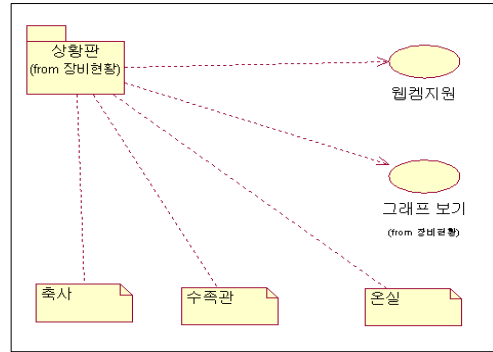 상황판
(from 장비현황)
웹켐지원
그래프 보기
(from 장비현황)
축사
수족관
온실